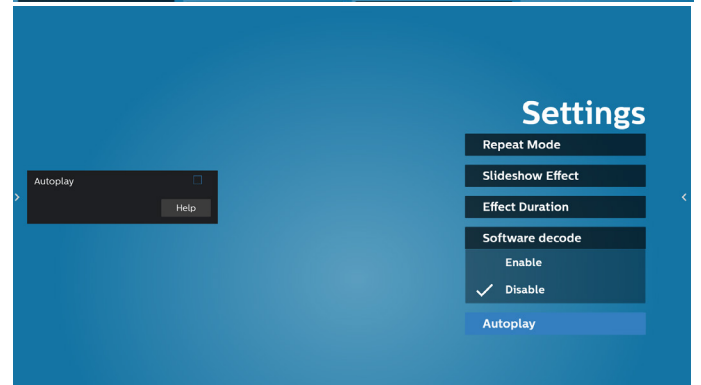 Settings
Repeat Mode
Slideshow Effect
Effect Duration
Software decode
Enable
Disable
Autoplay
Autoplay
Help